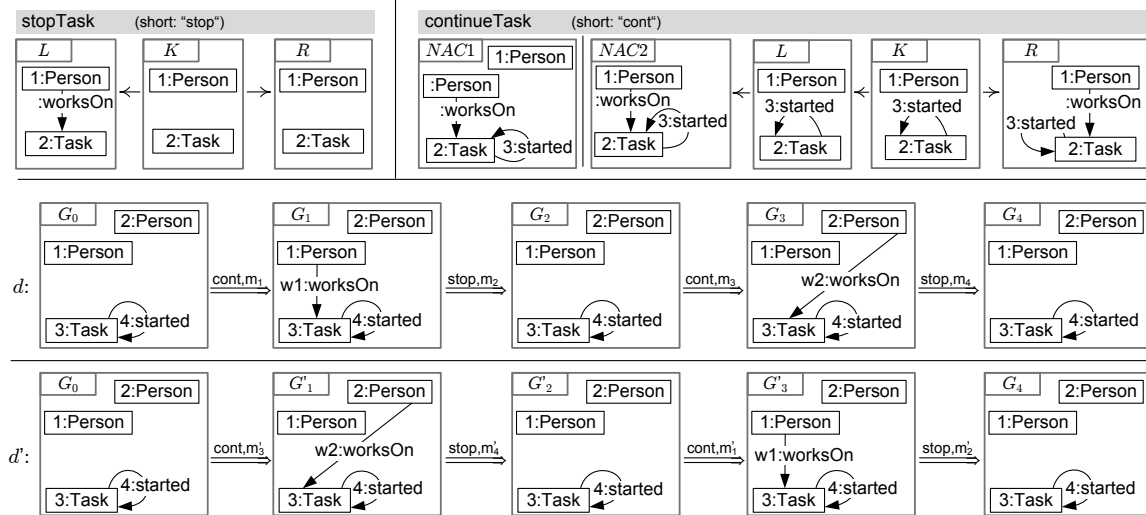 stopTask (short: “stop”)
L
1:Person
:worksOn
2:Task
K
1:Person
2:Task
R
1:Person
2:Task
continueTask (short: “cont”)
NAC1
1:Person
:Person
:worksOn
3:started
2:Task
NAC2
1:Person
:worksOn
3:started
2:Task
L
1:Person
3:started
2:Task
K
1:Person
3:started
2:Task
R
1:Person
:worksOn
3:started
2:Task
d:
G0
2:Person
1:Person
4:started
3:Task
cont,m1
G1
2:Person
1:Person
w1:worksOn
4:started
3:Task
stop,m2
G2
2:Person
1:Person
4:started
3:Task
cont,m3
G3
2:Person
1:Person
w2:worksOn
4:started
3:Task
stop,m4
G4
2:Person
1:Person
4:started
3:Task
d':
G0
2:Person
1:Person
4:started
3:Task
cont,m'3
G'1
2:Person
1:Person
w2:worksOn
4:started
3:Task
stop,m'4
G'2
2:Person
1:Person
4:started
3:Task
cont,m'1
G'3
2:Person
1:Person
w1:worksOn
4:started
3:Task
stop,m'2
G4
2:Person
1:Person
4:started
3:Task